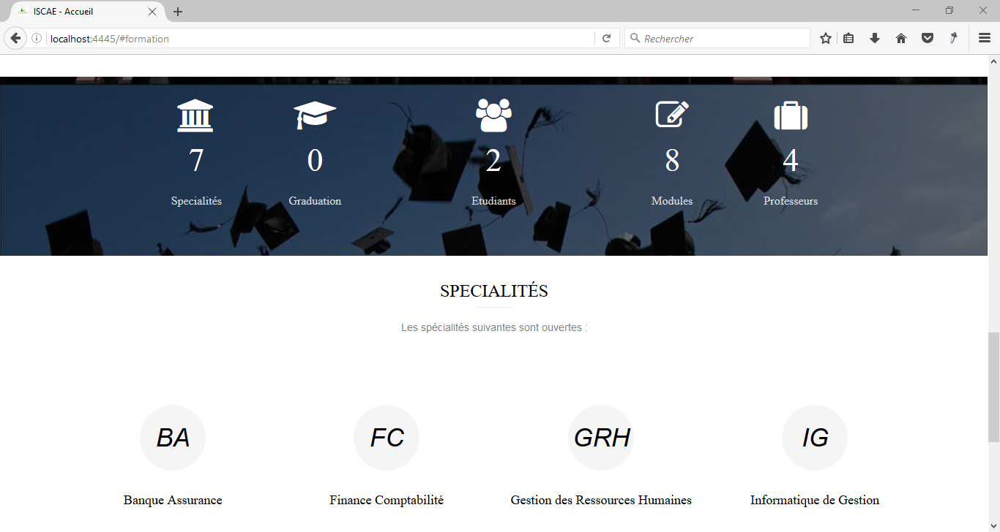 ISCAE - Accueil
localhost:4445/#formation
Rechercher
7 0 2 8 4
Specialités Graduation Etudiants Modules Professeurs
SPECIALITÉS
Les spécialités suivantes sont ouvertes :
BA FC GRH IG
Banque Assurance Finance Comptabilité Gestion des Ressources Humaines Informatique de Gestion